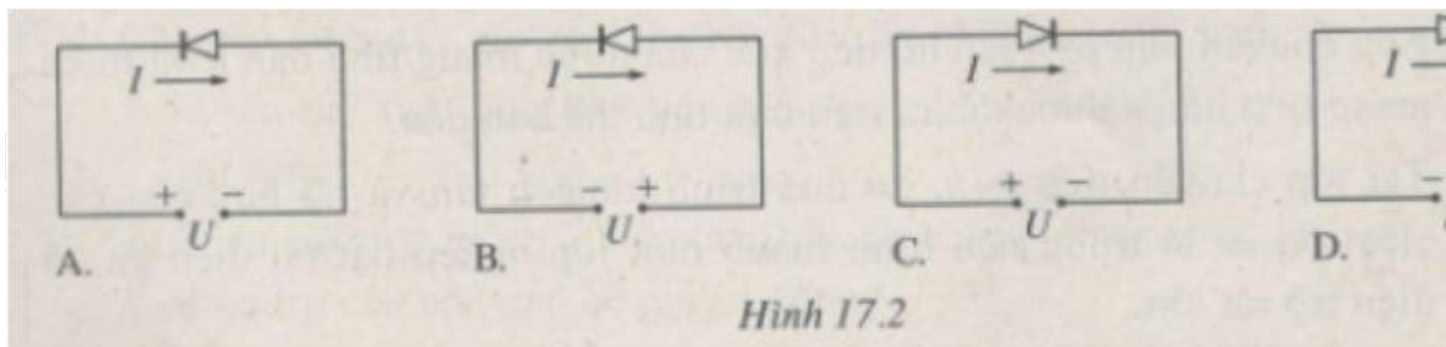 I I I I
+ − − + + − −
U U U
A. B. C. D.
Hình 17.2